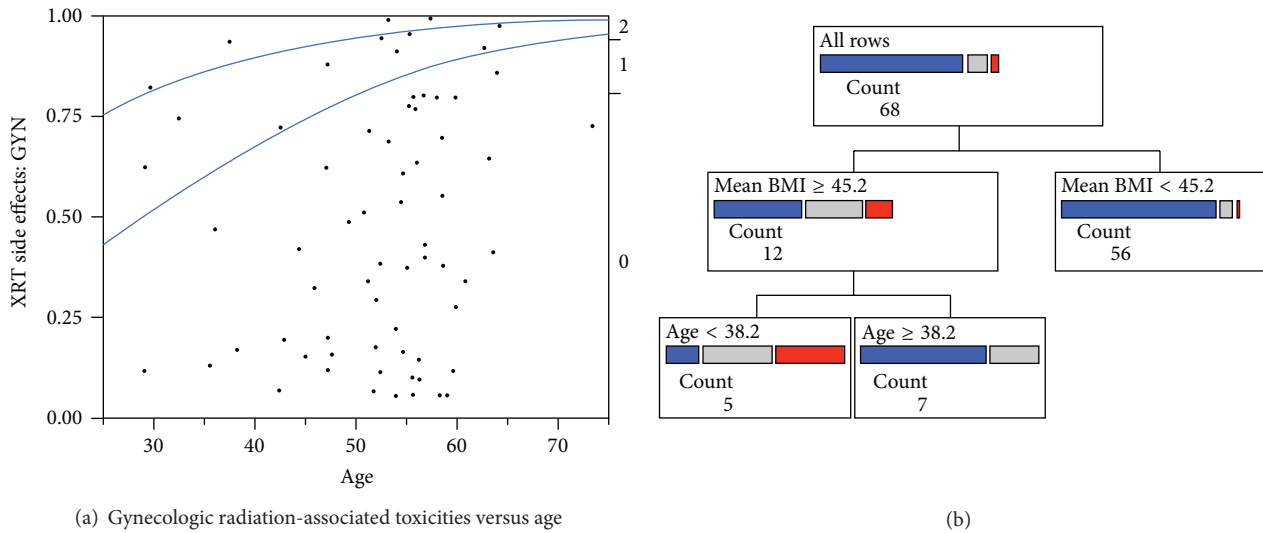 1.00
0.75
0.50
0.25
0.00
XRT side effects: GYN
30
40
50
60
70
Age
2
1
0
(a) Gynecologic radiation-associated toxicities versus age
All rows
Count
68
Mean BMI ≥ 45.2
Count
12
Mean BMI < 45.2
Count
56
Age < 38.2
Count
5
Age ≥ 38.2
Count
7
(b)